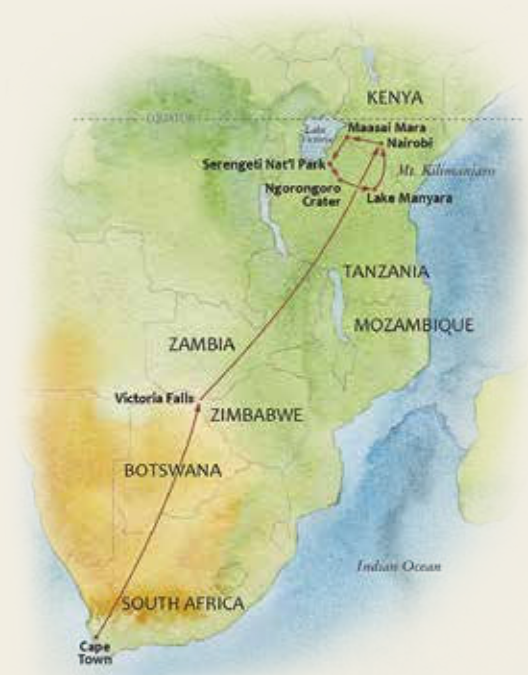 KENYA
EQUATOR
Lake
Victoria
Maasai Mara
Nairobi
Serengeti Nat'l Park
Mt. Kilimanjaro
Ngorongoro
Crater
Lake Manyara
TANZANIA
MOZAMBIQUE
ZAMBIA
Victoria Falls
ZIMBABWE
BOTSWANA
Indian Ocean
SOUTH AFRICA
Cape
Town